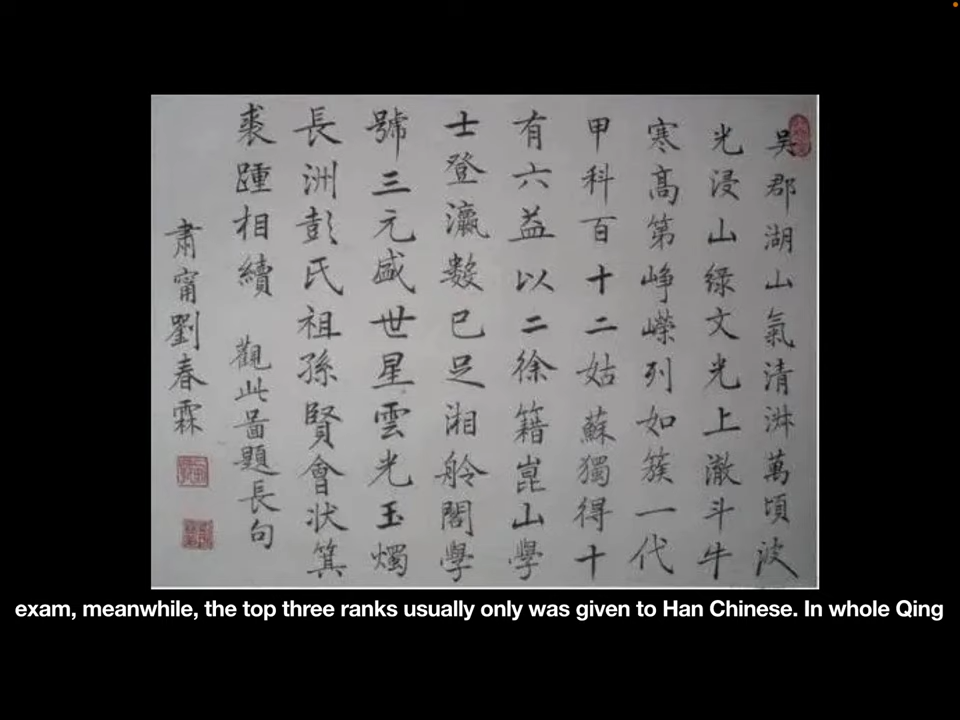 吳郡湖山氣清淋萬頃波
光浸山綠文光上澈斗牛
寒高第崢嶸列如簇一代
甲科百十二姑蘇獨得十
有六益以二徐籍崑山學
士登瀛數已足湘舲閣學
號三元盛世星雲光玉燭
長洲彭氏祖孫賢會狀箕
裘踵相續 觀此啚題長句
肅甯劉春霖
exam, meanwhile, the top three ranks usually only was given to Han Chinese. In whole Qing